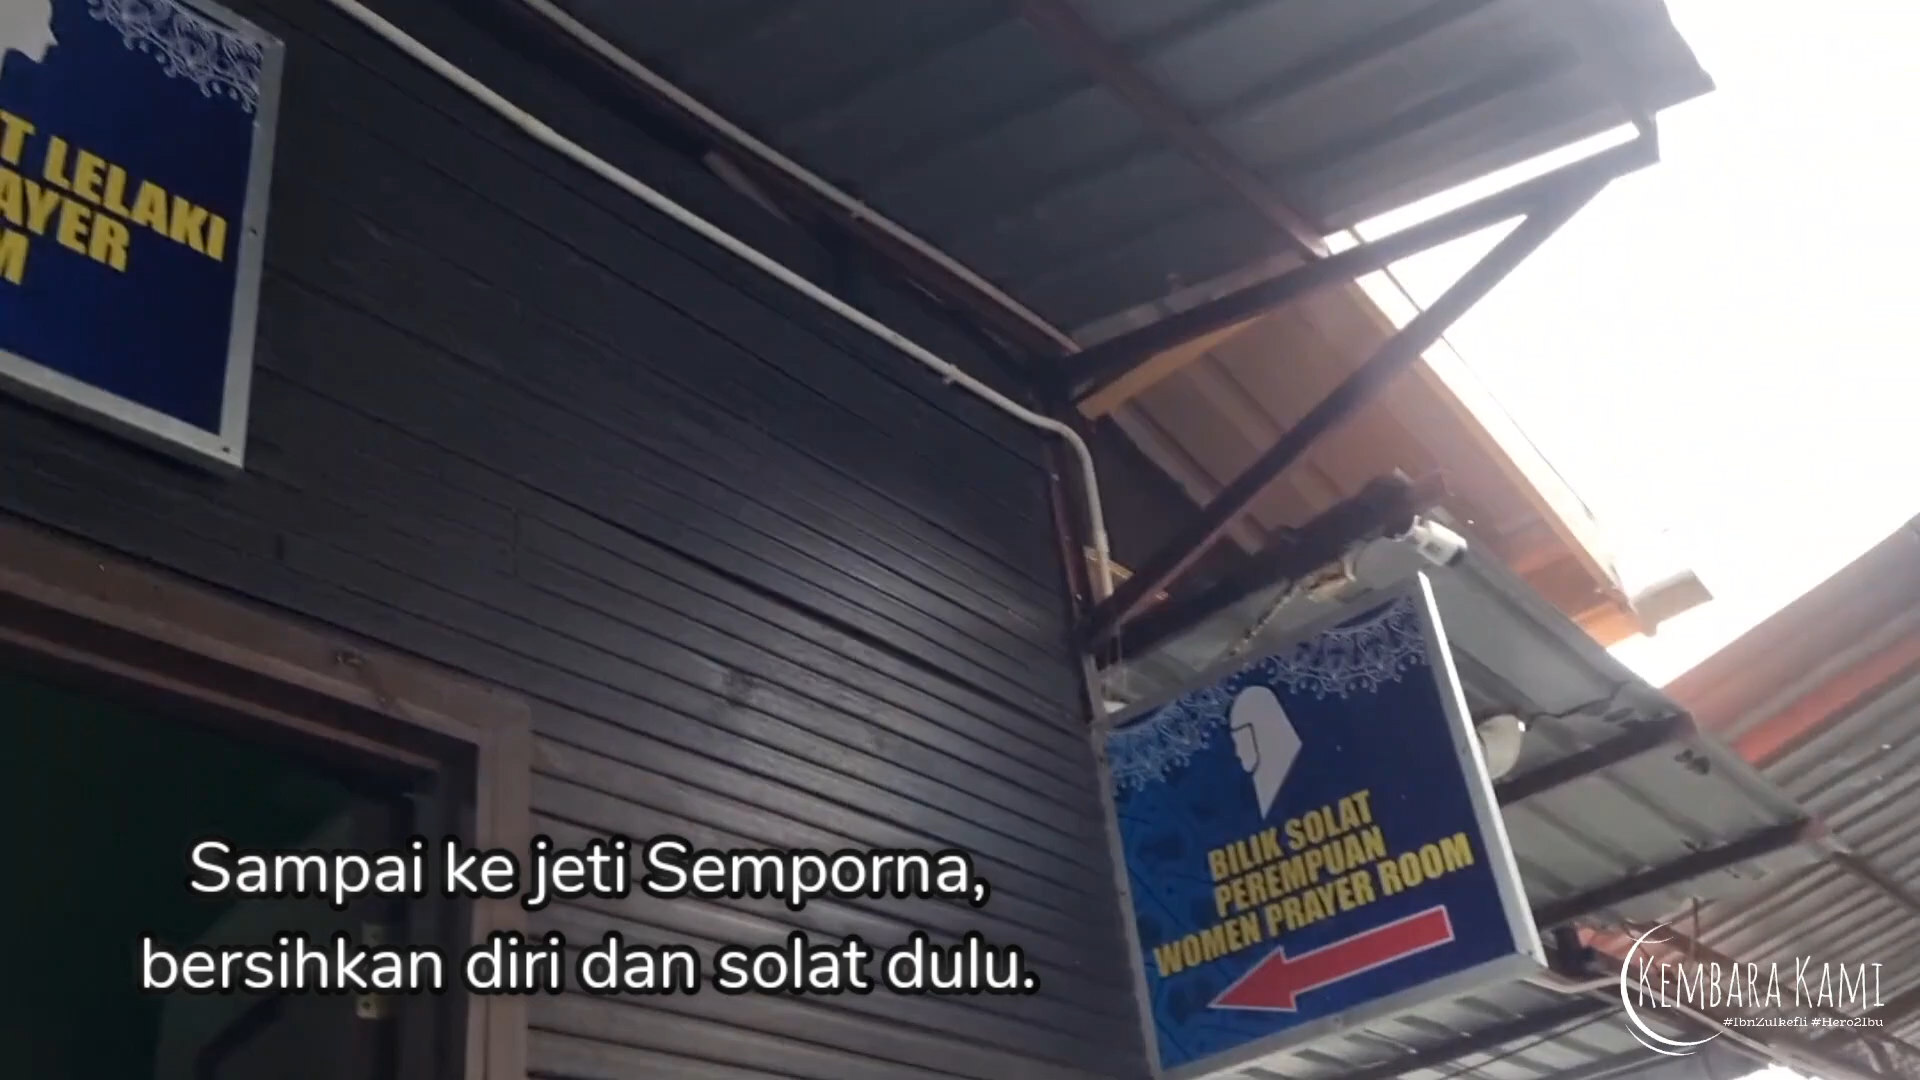 LELAKI
BILIK SOLAT
PEREMPUAN
WOMEN PRAYER ROOM
Sampai ke jeti Semporna,
bersihkan diri dan solat dulu.
KEMBARA KAMI
#IbnZulkefli #Hero2Ibu